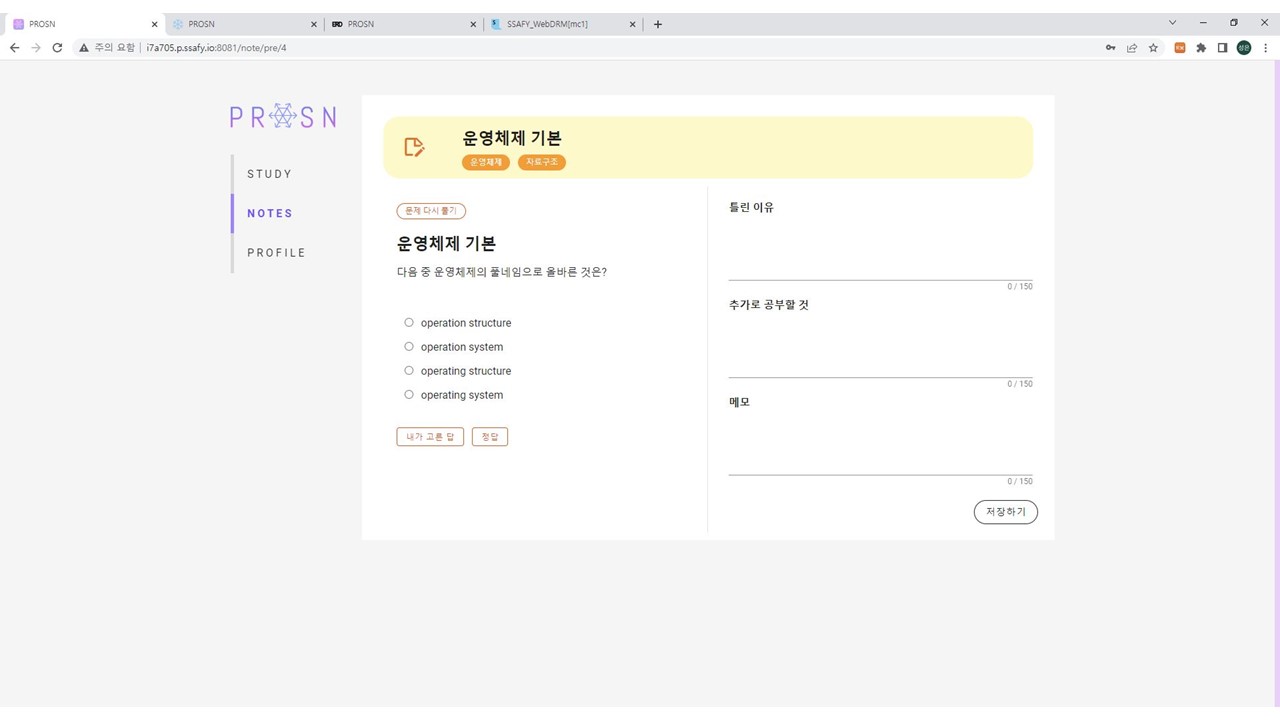 PROSN
PROSN
ERD PROSN
SSAFY_WebDRM[mc1]
주의 요함
i7a705.p.ssafy.io:8081/note/pre/4
성은
PROSN
STUDY
NOTES
PROFILE
운영체제 기본
운영체제
자료구조
문제 다시 풀기
운영체제 기본
다음 중 운영체제의 풀네임으로 올바른 것은?
operation structure
operation system
operating structure
operating system
내가 고른 답
정답
틀린 이유
0 / 150
추가로 공부할 것
0 / 150
메모
0 / 150
저장하기